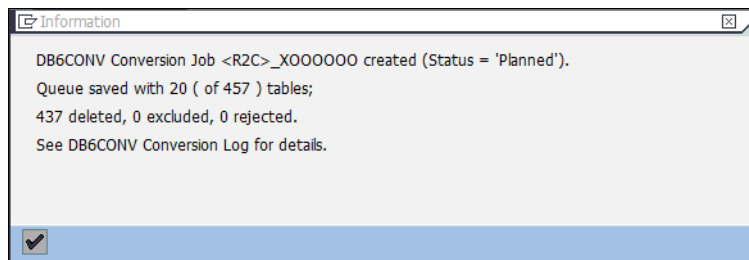 Information
DB6CONV Conversion Job <R2C>_XOOOOOO created (Status = 'Planned').
Queue saved with 20 ( of 457 ) tables;
437 deleted, 0 excluded, 0 rejected.
See DB6CONV Conversion Log for details.